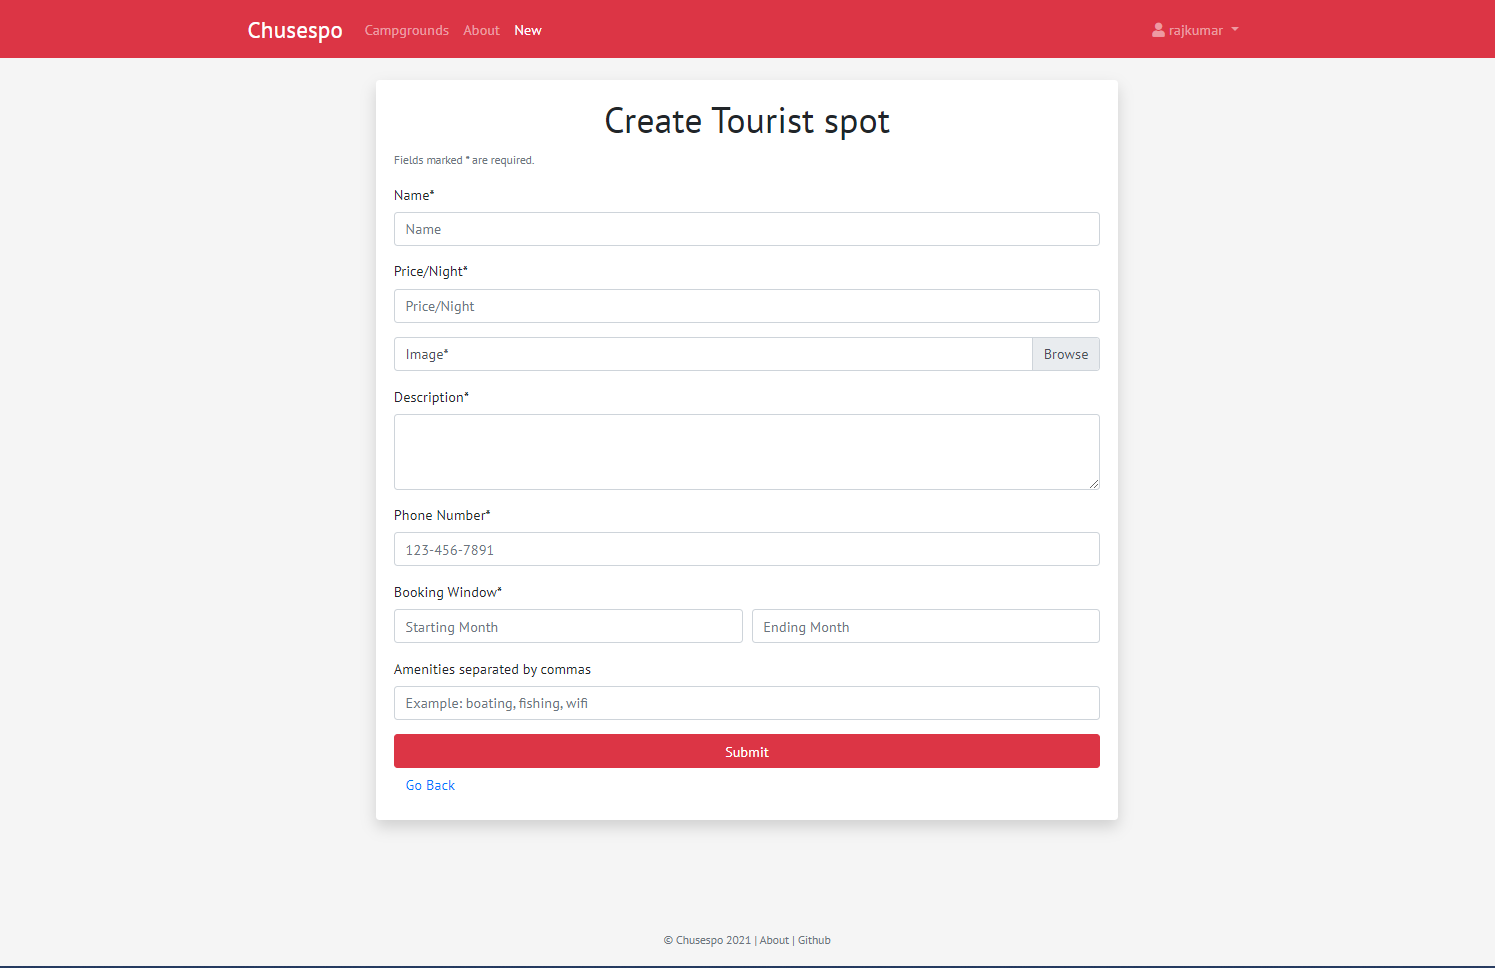 Chusespo Campgrounds About New rajkumar
Create Tourist spot
Fields marked * are required.
Name*
Name
Price/Night*
Price/Night
Image* Browse
Description*
Phone Number*
123-456-7891
Booking Window*
Starting Month Ending Month
Amenities separated by commas
Example: boating, fishing, wifi
Submit
Go Back
© Chusespo 2021 | About | Github